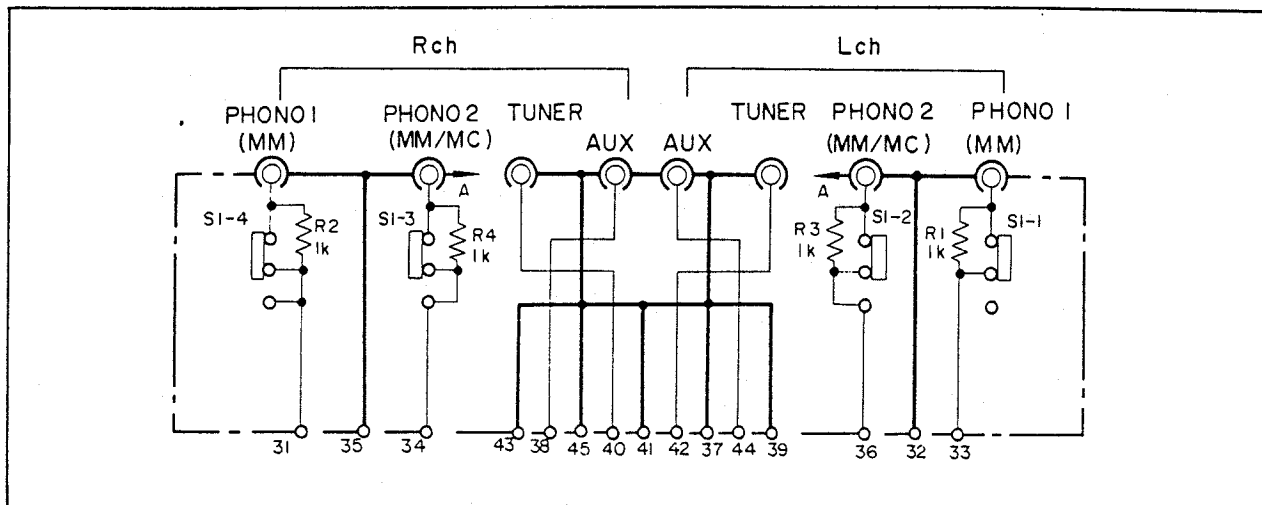 Rch Lch
PHONO 1 PHONO 2 TUNER TUNER PHONO 2 PHONO 1
(MM) (MM/MC) AUX AUX (MM/MC) (MM)
A A
S1-4 R2 1k S1-3 R4 1k R3 1k S1-2 R1 1k S1-1
31 35 34 43 38 45 40 41 42 37 44 39 36 32 33